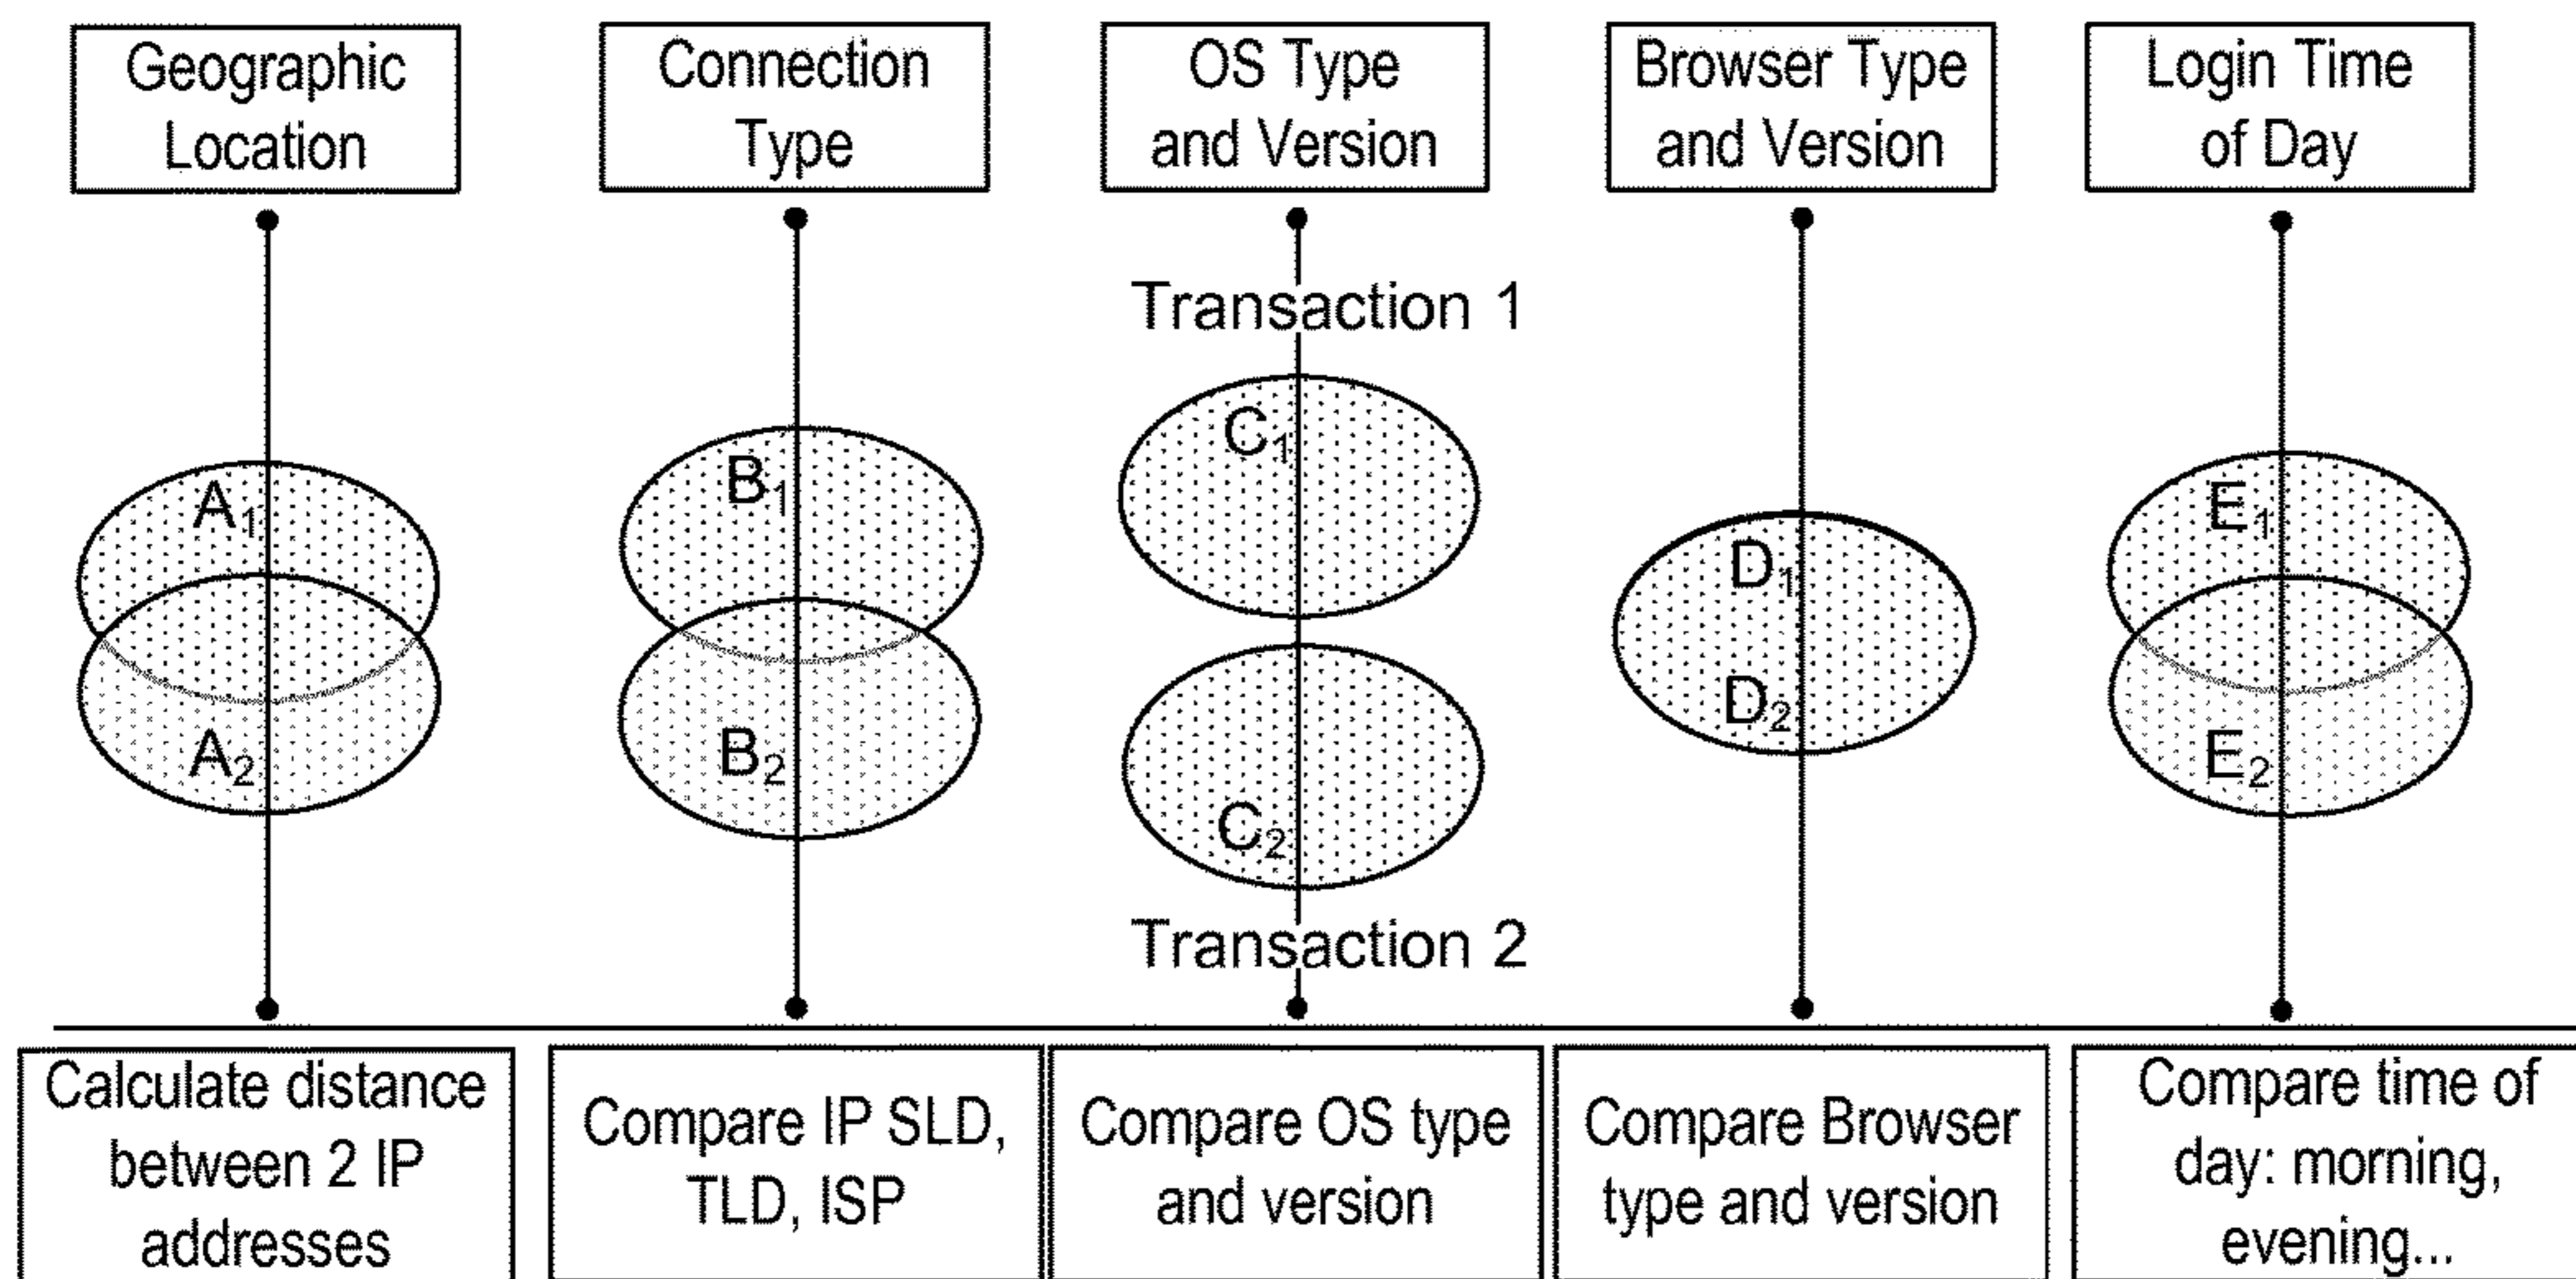 Geographic
Location
Connection
Type
OS Type
and Version
Browser Type
and Version
Login Time
of Day
Transaction 1
A1
A2
B1
B2
C1
C2
D1
D2
E1
E2
Transaction 2
Calculate distance
between 2 IP
addresses
Compare IP SLD,
TLD, ISP
Compare OS type
and version
Compare Browser
type and version
Compare time of
day: morning,
evening...